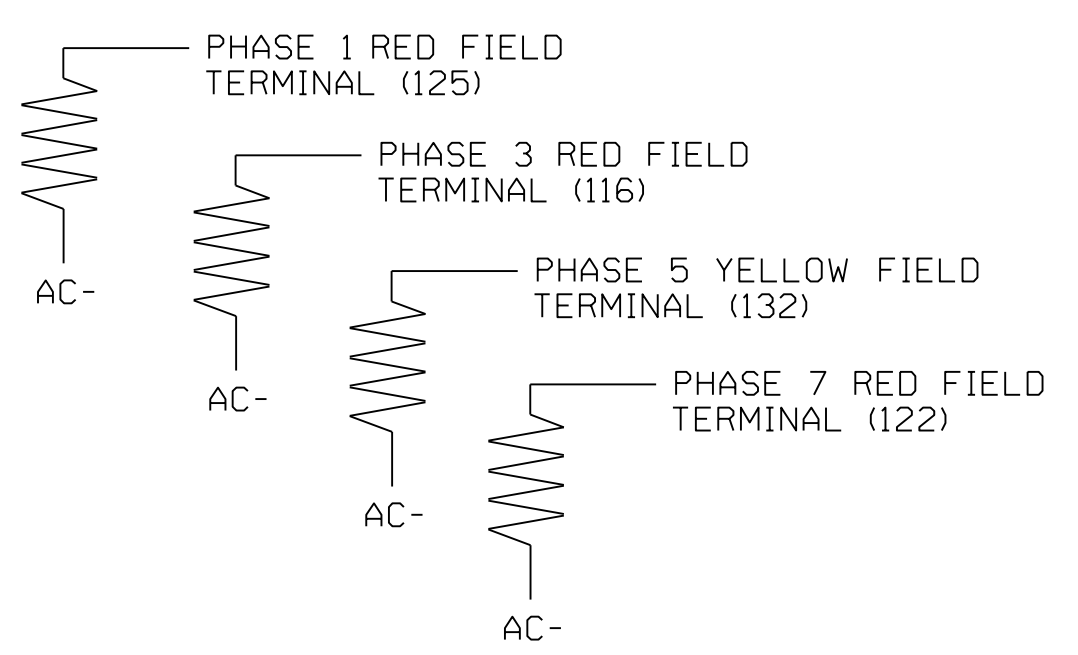 PHASE 1 RED FIELD
TERMINAL (125)
AC-
PHASE 3 RED FIELD
TERMINAL (116)
AC-
PHASE 5 YELLOW FIELD
TERMINAL (132)
AC-
PHASE 7 RED FIELD
TERMINAL (122)
AC-